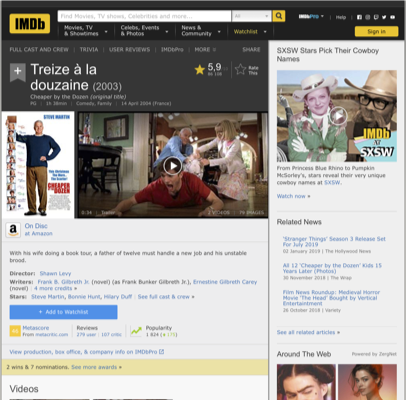 IMDb
Find Movies, TV shows, Celebrities and more...
All
IMDbPro
Help
Movies, TV & Showtimes
Celebs, Events & Photos
News & Community
Watchlist
Sign in
FULL CAST AND CREW | TRIVIA | USER REVIEWS | IMDbPro | MORE
SHARE
Treize à la douzaine (2003)
Cheaper by the Dozen (original title)
PG | 1h 38min | Comedy, Family | 14 April 2004 (France)
5,9
Rate This
STEVE MARTIN
CHEAPER
DOZEN
0:34 | Trailer
2 VIDEOS
79 IMAGES
On Disc
at Amazon
With his wife doing a book tour, a father of twelve must handle a new job and his unstable brood.
Director: Shawn Levy
Writers: Frank B. Gilbreth Jr. (novel) (as Frank Bunker Gilbreth Jr.), Ernestine Gilbreth Carey (novel) | 4 more credits »
Stars: Steve Martin, Bonnie Hunt, Hilary Duff | See full cast & crew »
+ Add to Watchlist
Metascore
From metacritic.com
Reviews
279 user | 107 critic
Popularity
View production, box office, & company info on IMDbPro
2 wins & 7 nominations. See more awards »
Videos
SXSW Stars Pick Their Cowboy Names
IMDb
AT
SXSW
From Princess Blue Rhino to Pumpkin McSorley's, stars reveal their very unique cowboy names at SXSW.
Watch now »
Related News
'Stranger Things' Season 3 Release Set For July 2019
02 January 2019 | The Hollywood News
All 12 'Cheaper by the Dozen' Kids 15 Years Later (Photos)
30 November 2018 | The Wrap
Film News Roundup: Medieval Horror Movie 'The Head' Bought by Vertical Entertainment
26 October 2018 | Variety
See all related articles »
Around The Web
Powered by ZergNet